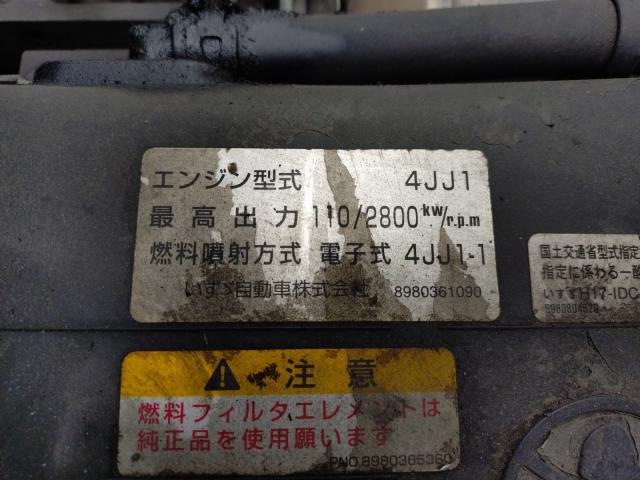 エンジン型式 4JJ1
最高出力 110/2800 kW/r.p.m
燃料噴射方式 電子式 4JJ1-1
いすゞ自動車株式会社 8980361090
国土交通省型式指定
指定に係わる一酸
いすゞH17-IDC
8980804620
注意
燃料フィルタエレメントは
純正品を使用願います
PNO.8980365360